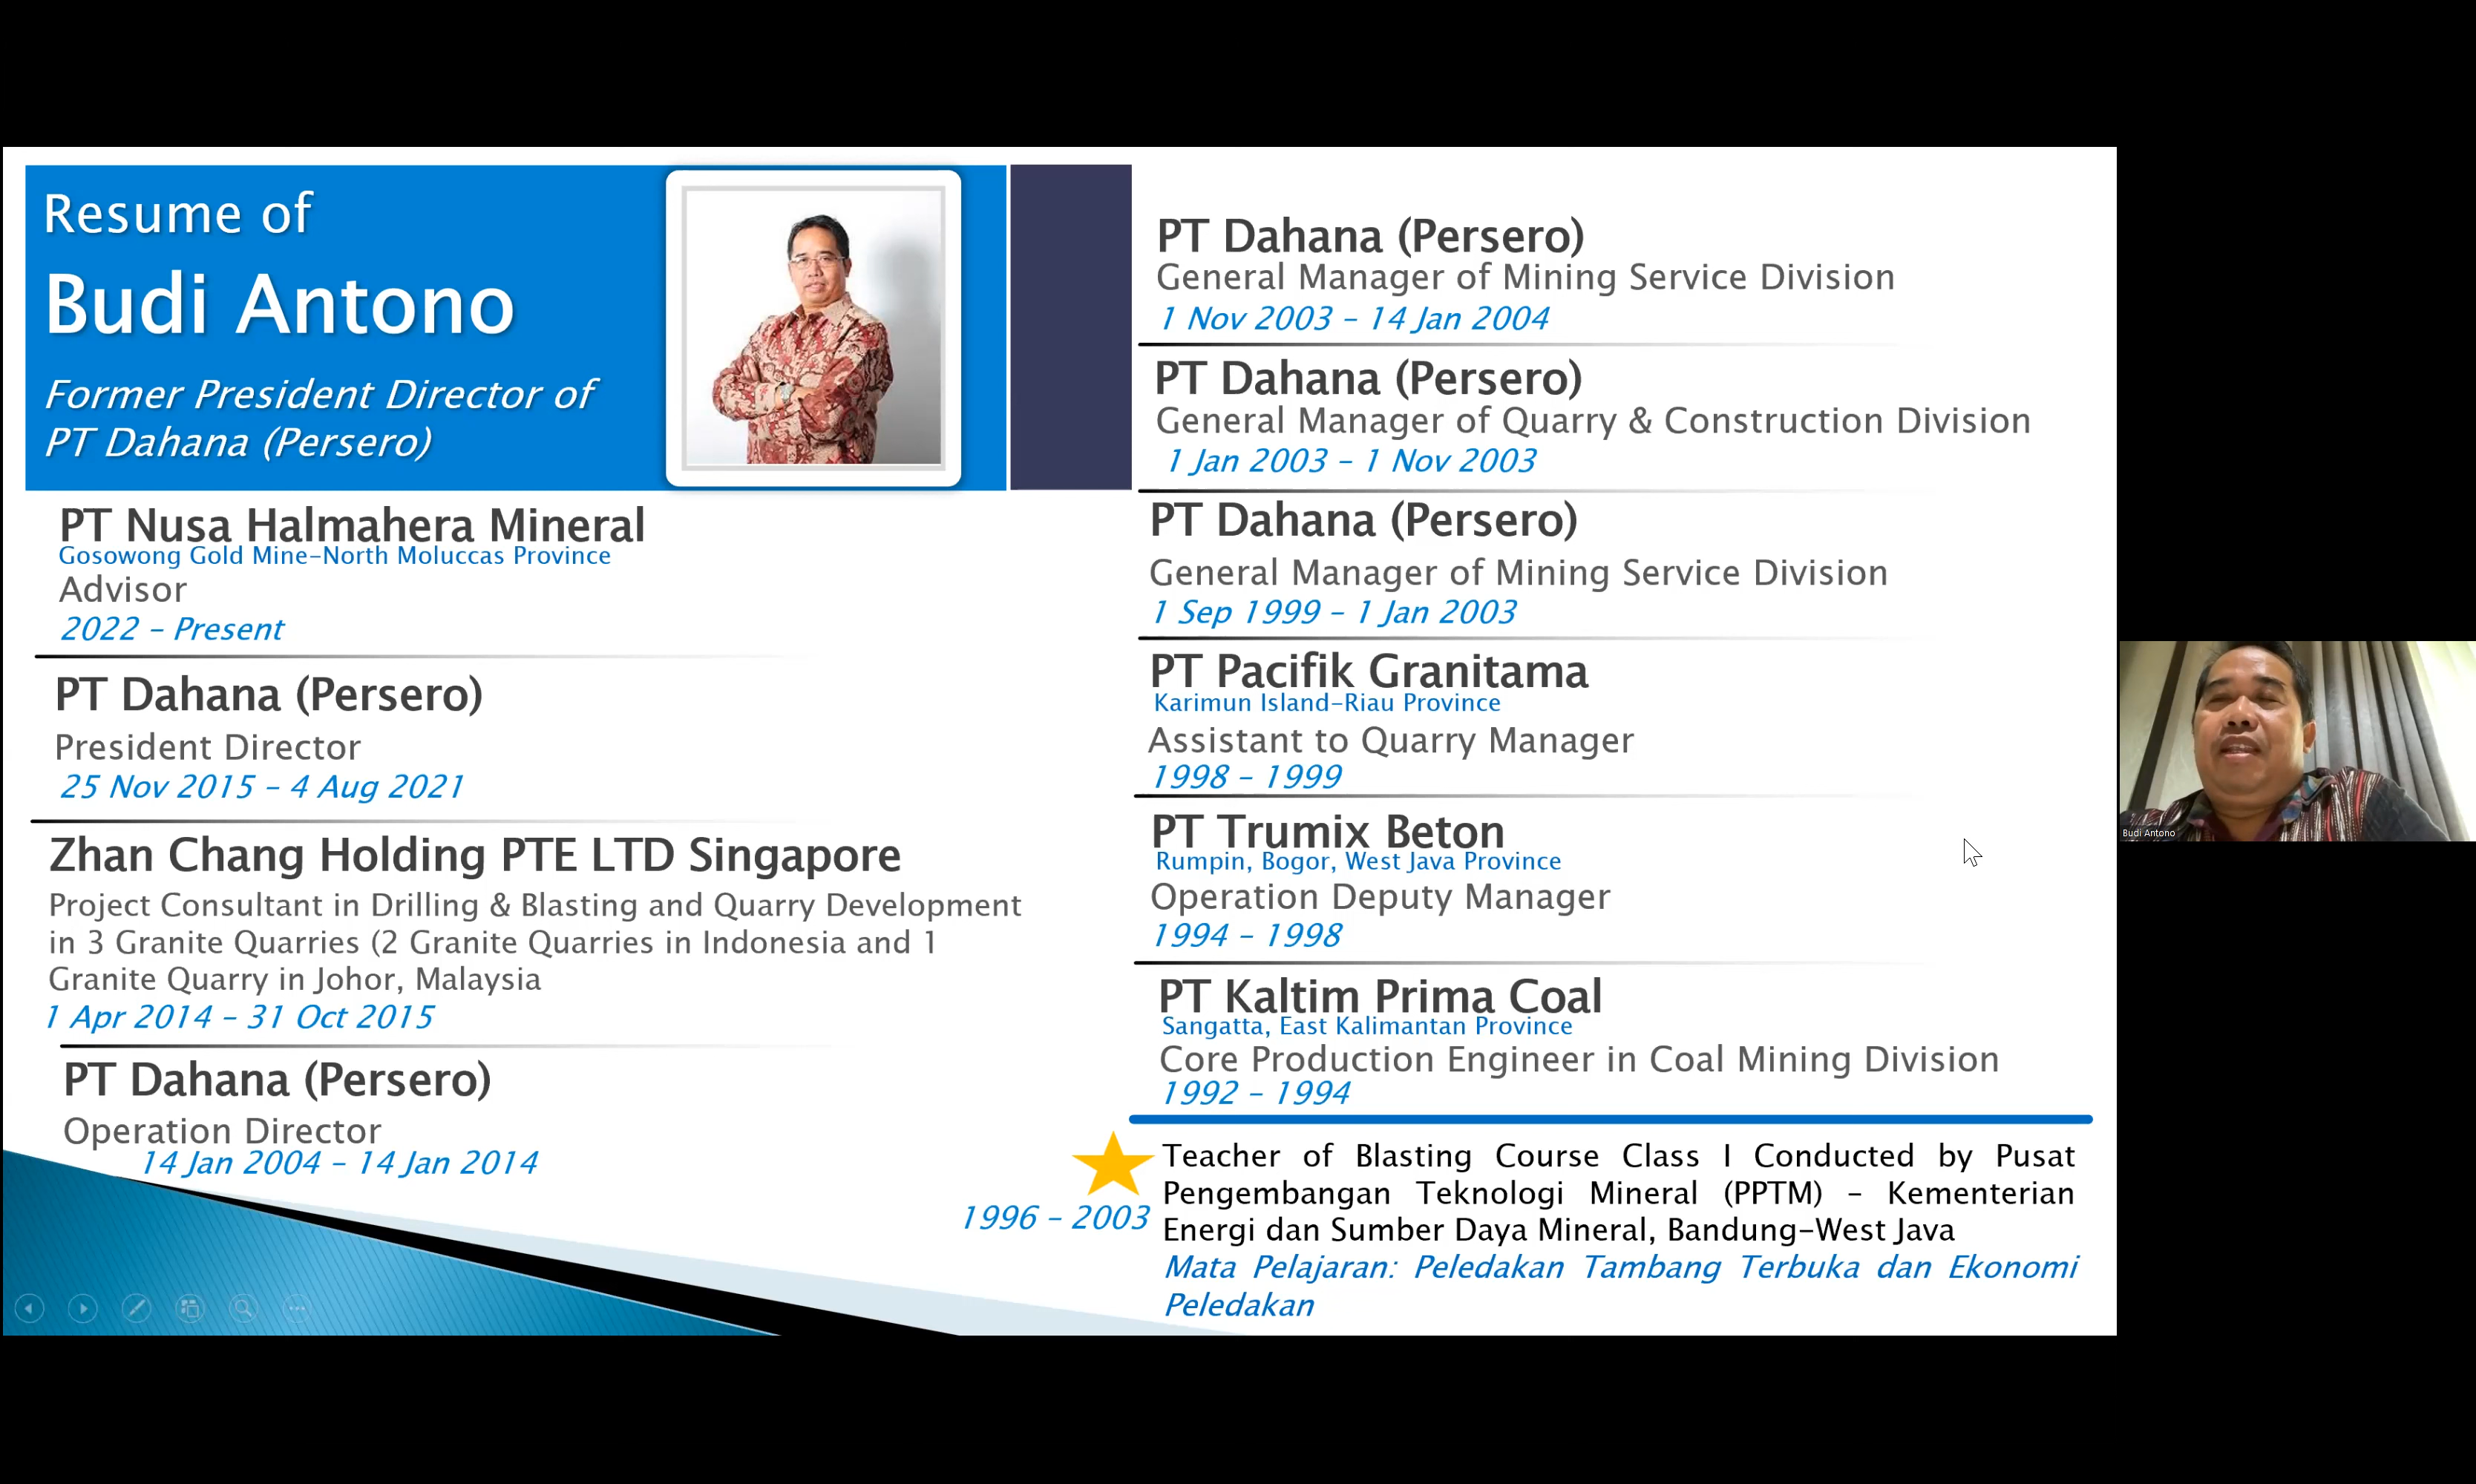 Resume of
Budi Antono
Former President Director of
PT Dahana (Persero)
PT Nusa Halmahera Mineral
Gosowong Gold Mine-North Moluccas Province
Advisor
2022 – Present
PT Dahana (Persero)
President Director
25 Nov 2015 – 4 Aug 2021
Zhan Chang Holding PTE LTD Singapore
Project Consultant in Drilling & Blasting and Quarry Development
in 3 Granite Quarries (2 Granite Quarries in Indonesia and 1
Granite Quarry in Johor, Malaysia
1 Apr 2014 – 31 Oct 2015
PT Dahana (Persero)
Operation Director
14 Jan 2004 – 14 Jan 2014
PT Dahana (Persero)
General Manager of Mining Service Division
1 Nov 2003 – 14 Jan 2004
PT Dahana (Persero)
General Manager of Quarry & Construction Division
1 Jan 2003 – 1 Nov 2003
PT Dahana (Persero)
General Manager of Mining Service Division
1 Sep 1999 – 1 Jan 2003
PT Pacifik Granitama
Karimun Island-Riau Province
Assistant to Quarry Manager
1998 – 1999
PT Trumix Beton
Rumpin, Bogor, West Java Province
Operation Deputy Manager
1994 – 1998
PT Kaltim Prima Coal
Sangatta, East Kalimantan Province
Core Production Engineer in Coal Mining Division
1992 – 1994
1996 – 2003
Teacher of Blasting Course Class I Conducted by Pusat
Pengembangan Teknologi Mineral (PPTM) – Kementerian
Energi dan Sumber Daya Mineral, Bandung-West Java
Mata Pelajaran: Peledakan Tambang Terbuka dan Ekonomi
Peledakan
Budi Antono